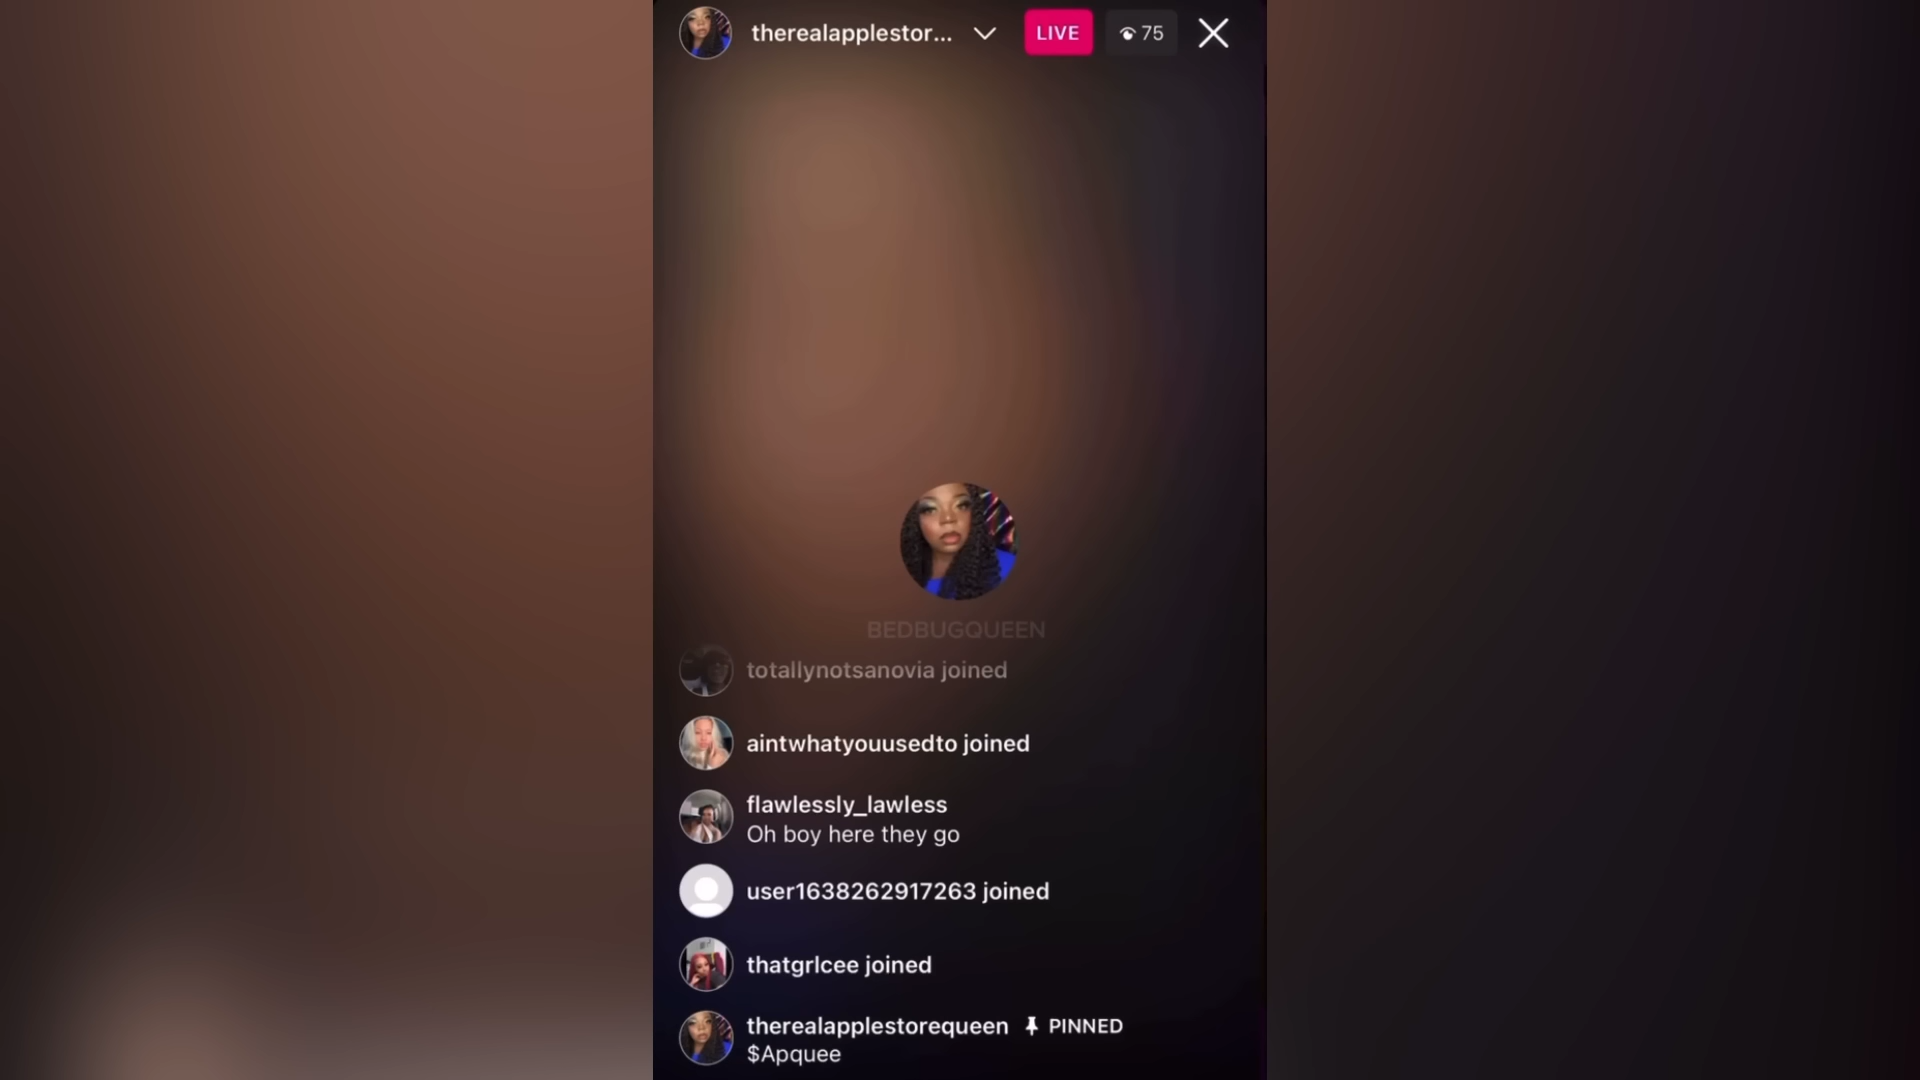 therealapplestor... LIVE 75
BEDBUGQUEEN
totallynotsanovia joined
aintwhatyouusedto joined
flawlessly_lawless
Oh boy here they go
user1638262917263 joined
thatgrlcee joined
therealapplestorequeen PINNED
$Apquee